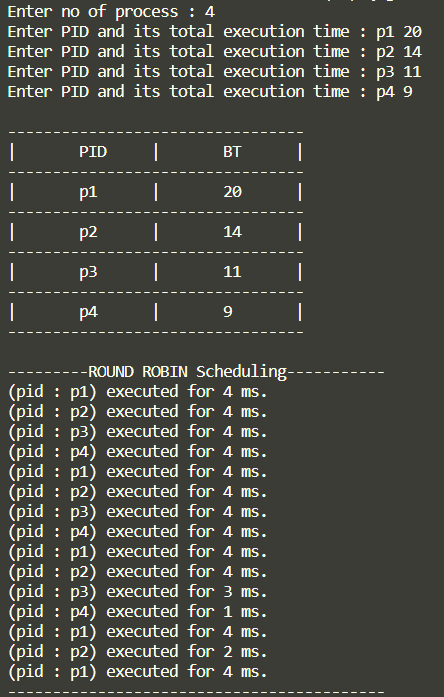 Enter no of process : 4
Enter PID and its total execution time : p1 20
Enter PID and its total execution time : p2 14
Enter PID and its total execution time : p3 11
Enter PID and its total execution time : p4 9
---------------------------------
|       PID     |       BT      |
---------------------------------
|       p1      |       20      |
---------------------------------
|       p2      |       14      |
---------------------------------
|       p3      |       11      |
---------------------------------
|       p4      |       9       |
---------------------------------
---------ROUND ROBIN Scheduling-----------
(pid : p1) executed for 4 ms.
(pid : p2) executed for 4 ms.
(pid : p3) executed for 4 ms.
(pid : p4) executed for 4 ms.
(pid : p1) executed for 4 ms.
(pid : p2) executed for 4 ms.
(pid : p3) executed for 4 ms.
(pid : p4) executed for 4 ms.
(pid : p1) executed for 4 ms.
(pid : p2) executed for 4 ms.
(pid : p3) executed for 3 ms.
(pid : p4) executed for 1 ms.
(pid : p1) executed for 4 ms.
(pid : p2) executed for 2 ms.
(pid : p1) executed for 4 ms.
------------------------------------------